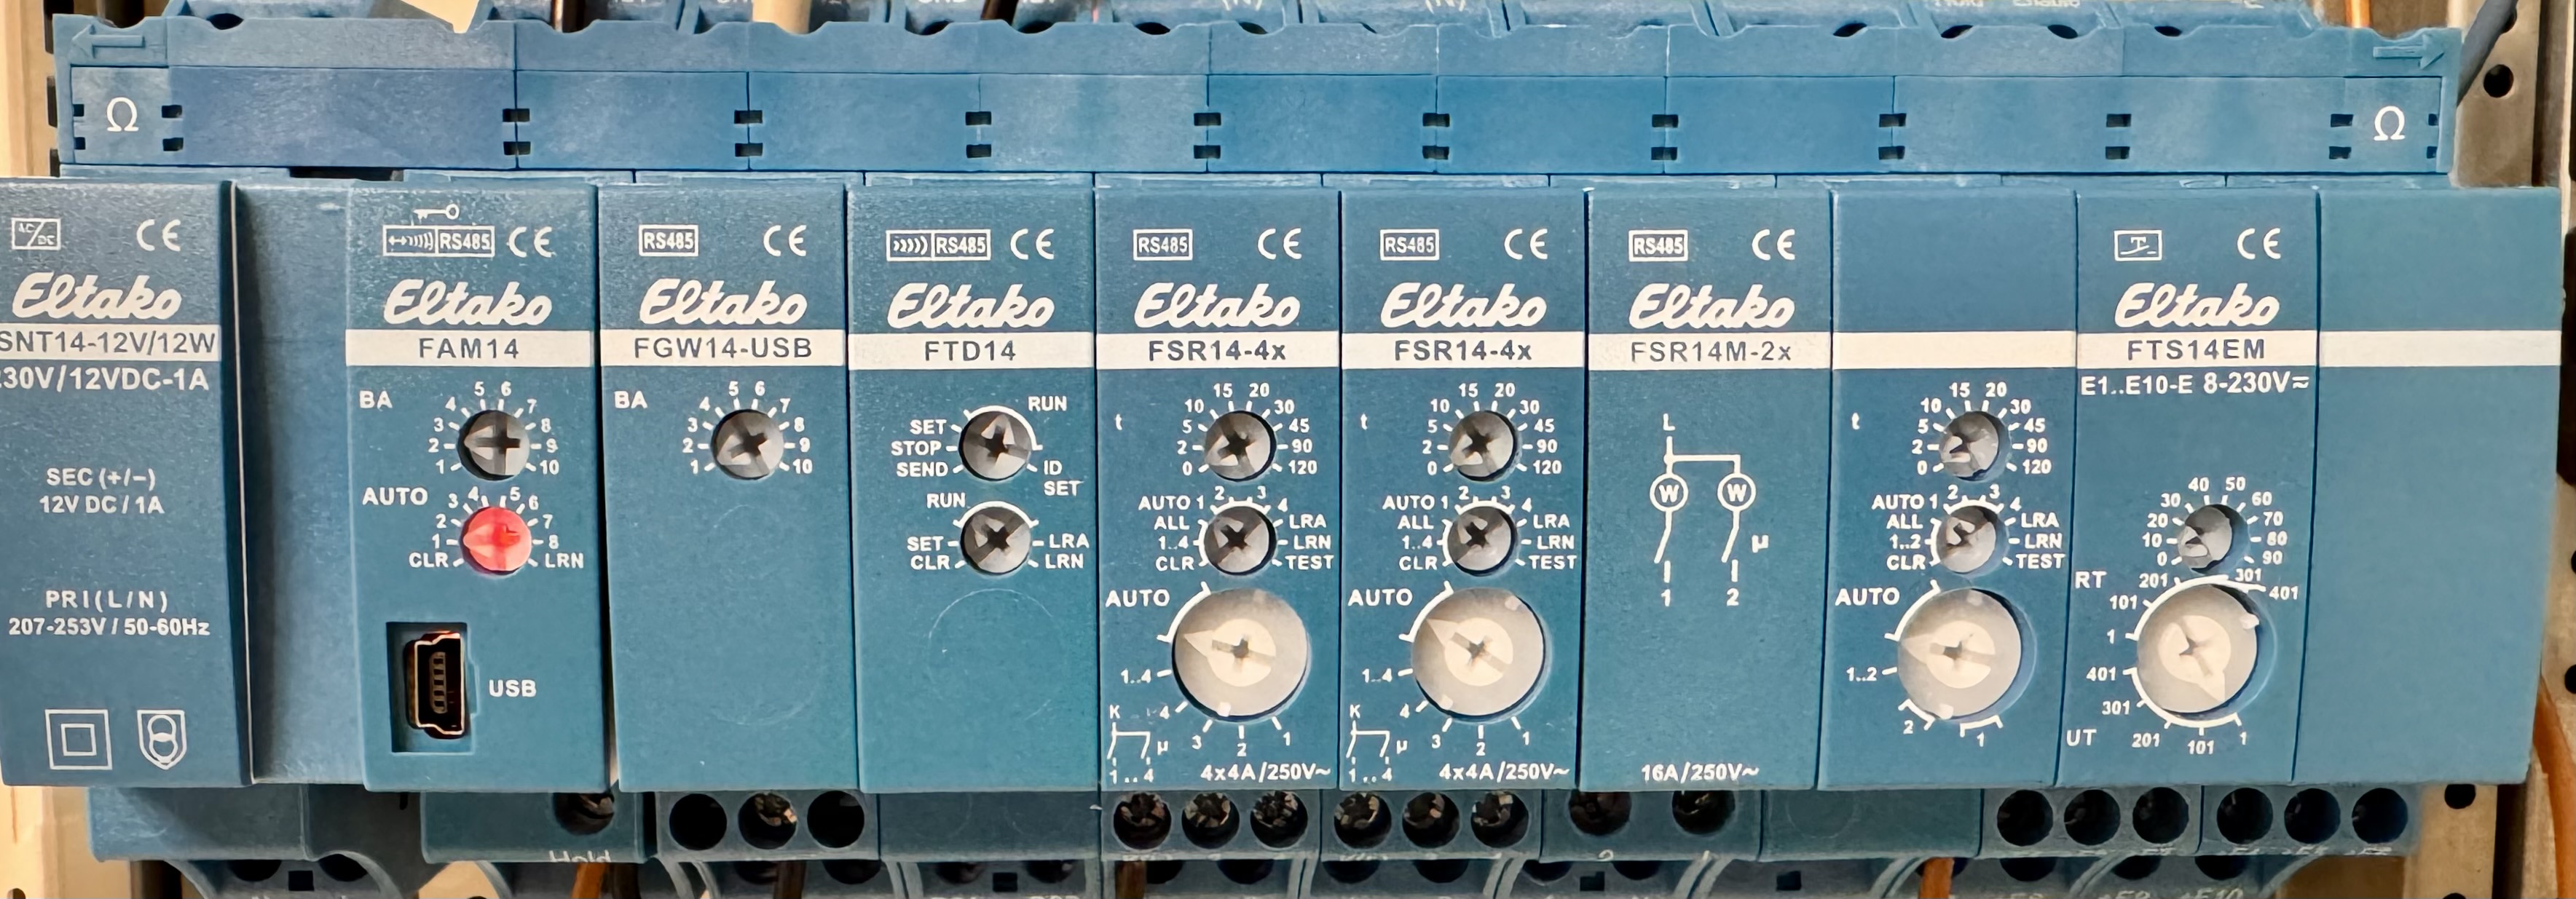 Ω
Ω
AC/DC CE
Eltako
SNT14-12V/12W
230V/12VDC-1A
SEC (+/−)
12V DC / 1A
PRI(L/N)
207-253V / 50-60Hz
RS485 CE
Eltako
FAM14
BA
1 2 3 4 5 6 7 8 9 10
AUTO
CLR 1 2 3 4 5 6 7 8 LRN
USB
Hold
RS485 CE
Eltako
FGW14-USB
BA
1 2 3 4 5 6 7 8 9 10
RS485 CE
Eltako
FTD14
RUN
SET
STOP
SEND
ID
SET
RUN
SET LRA
CLR LRN
RS485 CE
Eltako
FSR14-4x
t
0 2 5 10 15 20 30 45 90 120
AUTO 1 2 3 4
ALL LRA
1..4 LRN
CLR TEST
AUTO
1..4
4 3 2 1
K
µ
1 .. 4
4x4A/250V~
RS485 CE
Eltako
FSR14-4x
t
0 2 5 10 15 20 30 45 90 120
AUTO 1 2 3 4
ALL LRA
1..4 LRN
CLR TEST
AUTO
1..4
4 3 2 1
K
µ
1 .. 4
4x4A/250V~
RS485 CE
Eltako
FSR14M-2x
L
W W
µ
1 2
16A/250V~
t
0 2 5 10 15 20 30 45 90 120
AUTO 1 2 3 4
ALL LRA
1..2 LRN
CLR TEST
AUTO
1..2
2 1
CE
Eltako
FTS14EM
E1..E10-E 8-230V≂
0 10 20 30 40 50 60 70 80 90
RT
1 101 201 301 401
401 301 201 101 1
UT